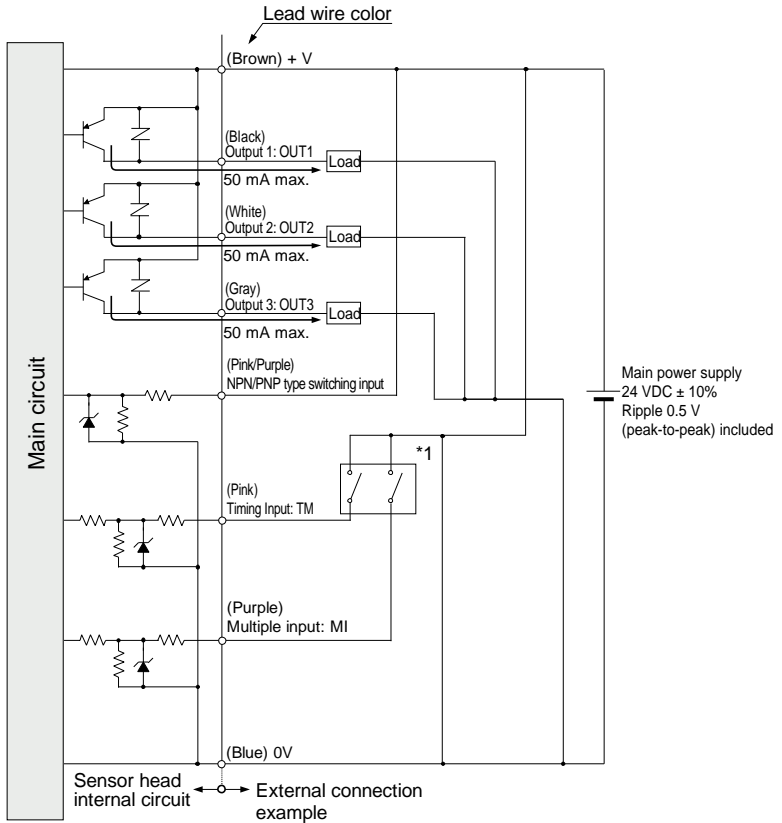 Lead wire color
(Brown) + V
(Black)
Output 1: OUT1
Load
50 mA max.
(White)
Output 2: OUT2
Load
50 mA max.
(Gray)
Output 3: OUT3
Load
50 mA max.
(Pink/Purple)
NPN/PNP type switching input
Main power supply
24 VDC ± 10%
Ripple 0.5 V
(peak-to-peak) included
Main circuit
*1
(Pink)
Timing Input: TM
(Purple)
Multiple input: MI
(Blue) 0V
Sensor head
internal circuit
External connection
example